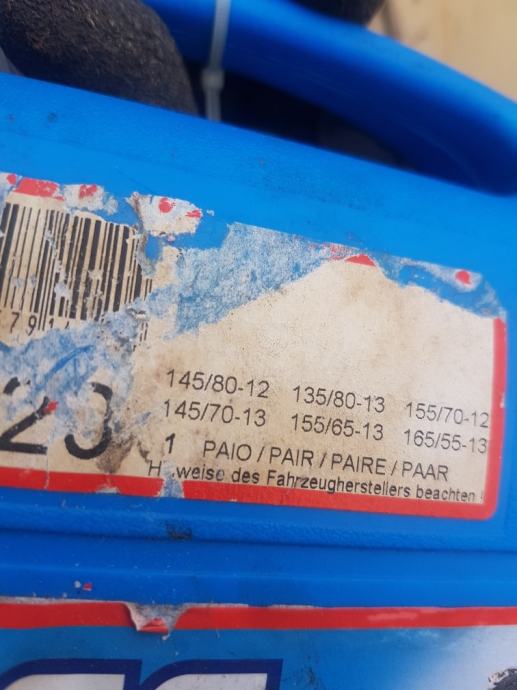 145/80-12 135/80-13 155/70-12
145/70-13 155/65-13 165/55-13
1 PAIO / PAIR / PAIRE / PAAR
des Fahrzeugherstellers beachten !